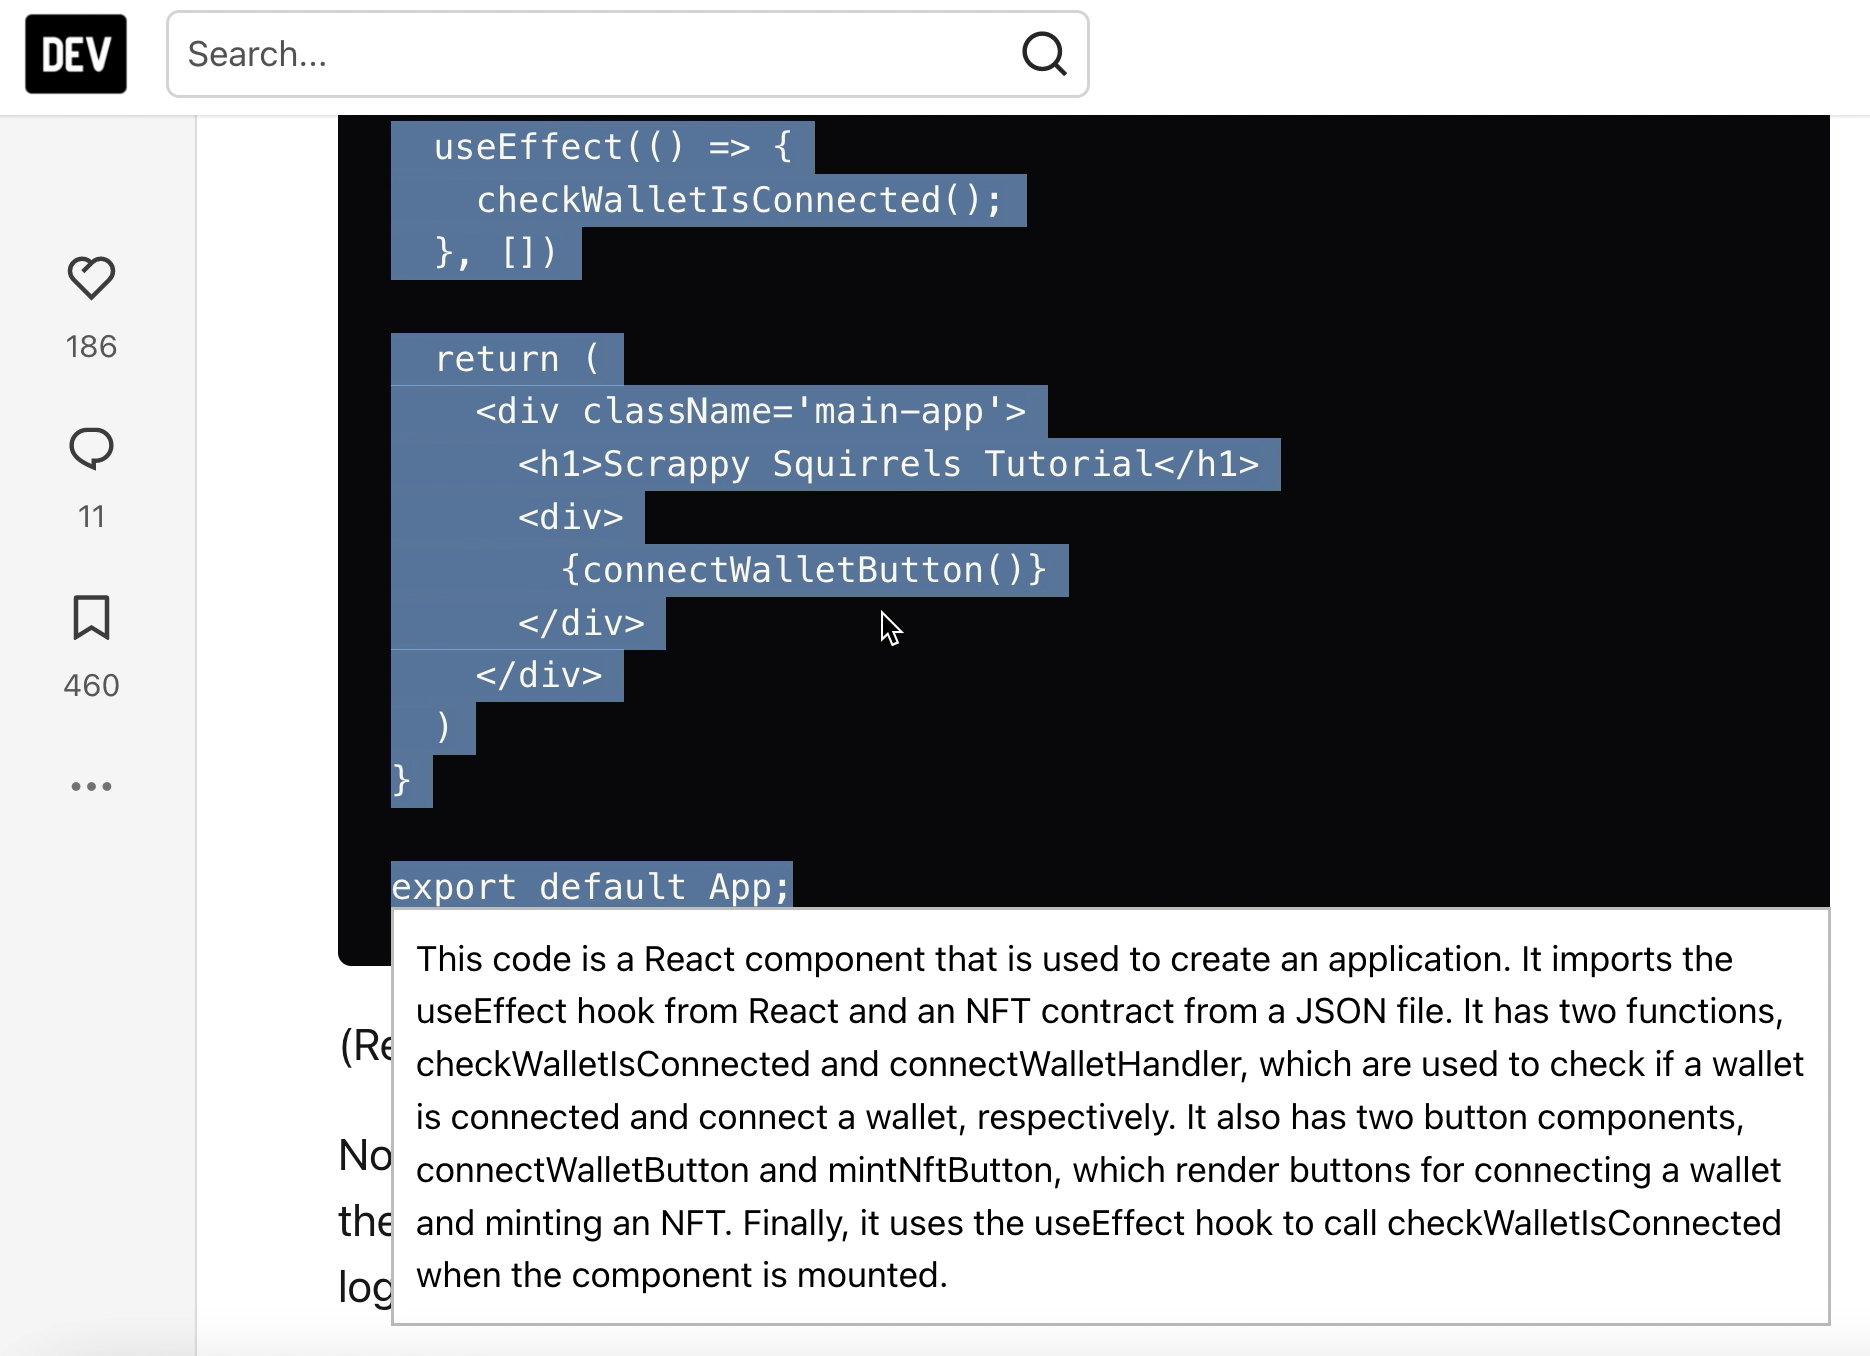 DEV
Search...
useEffect(() => {
checkWalletIsConnected();
}, [])
return (
<div className='main-app'>
<h1>Scrappy Squirrels Tutorial</h1>
<div>
{connectWalletButton()}
</div>
</div>
)
}
export default App;
186
11
460
This code is a React component that is used to create an application. It imports the
useEffect hook from React and an NFT contract from a JSON file. It has two functions,
checkWalletIsConnected and connectWalletHandler, which are used to check if a wallet
is connected and connect a wallet, respectively. It also has two button components,
connectWalletButton and mintNftButton, which render buttons for connecting a wallet
and minting an NFT. Finally, it uses the useEffect hook to call checkWalletIsConnected
when the component is mounted.
(Re
No
the
log